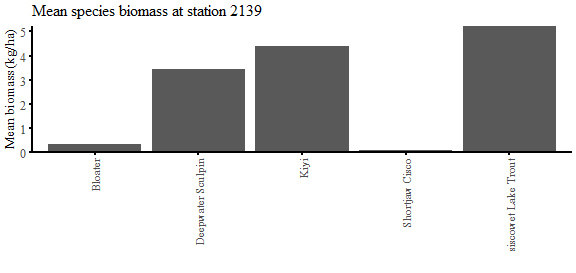 Mean species biomass at station 2139
Mean biomass (kg/ha)
5
4
3
2
1
0
Bloater
Deepwater Sculpin
Kiyi
Shortjaw Cisco
siscowet Lake Trout